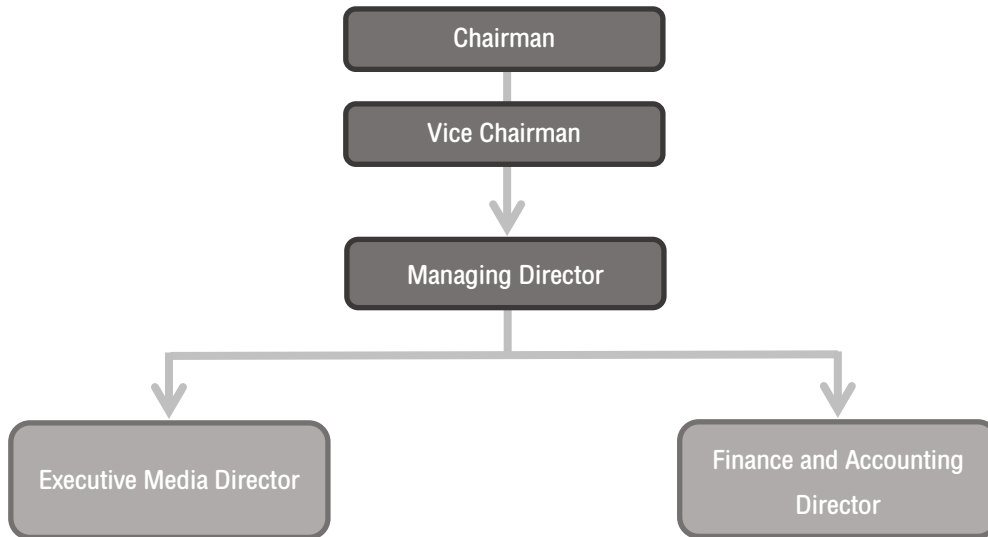 Chairman
Vice Chairman
Managing Director
Executive Media Director
Finance and Accounting
Director